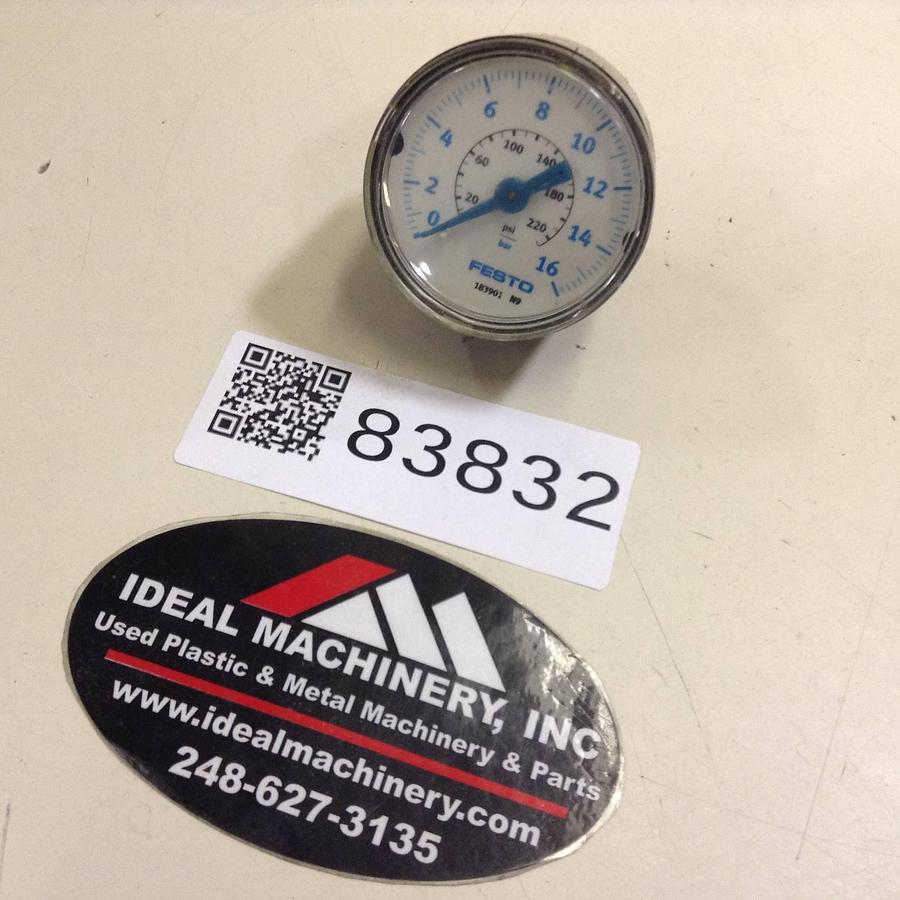 0 2 4 6 8 10 12 14 16
20 60 100 140 180 220
psi
bar
FESTO
183901 N9
83832
IDEAL MACHINERY, INC
Used Plastic & Metal Machinery & Parts
www.idealmachinery.com
248-627-3135